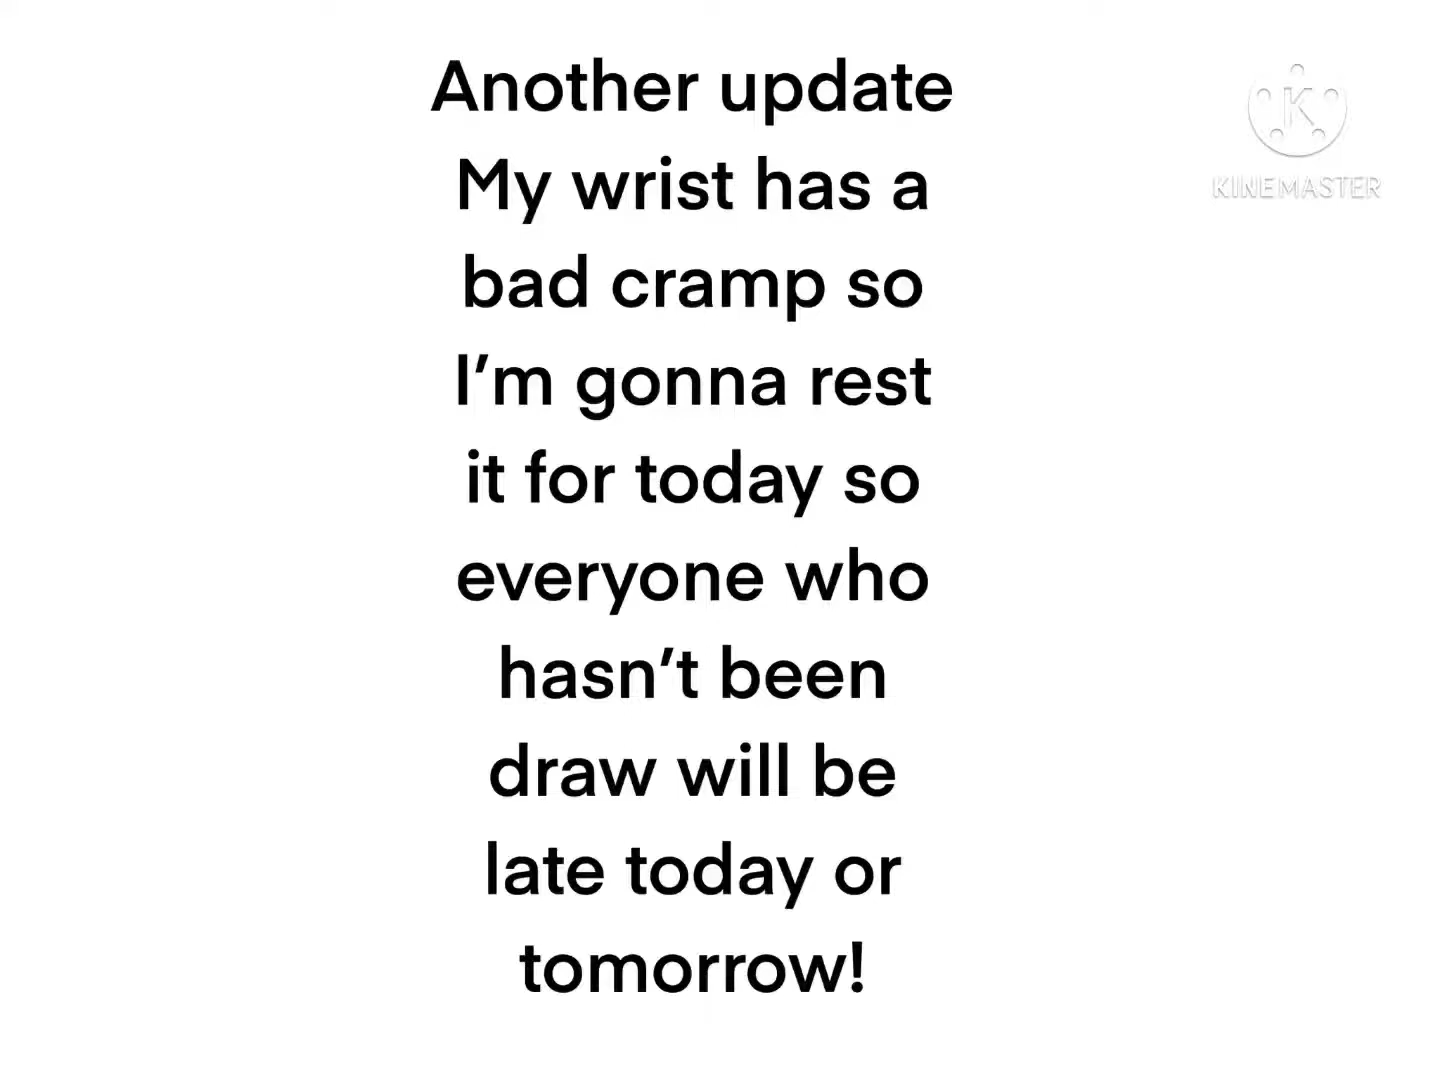 Another update
My wrist has a
bad cramp so
I’m gonna rest
it for today so
everyone who
hasn’t been
draw will be
late today or
tomorrow!
K
KINEMASTER